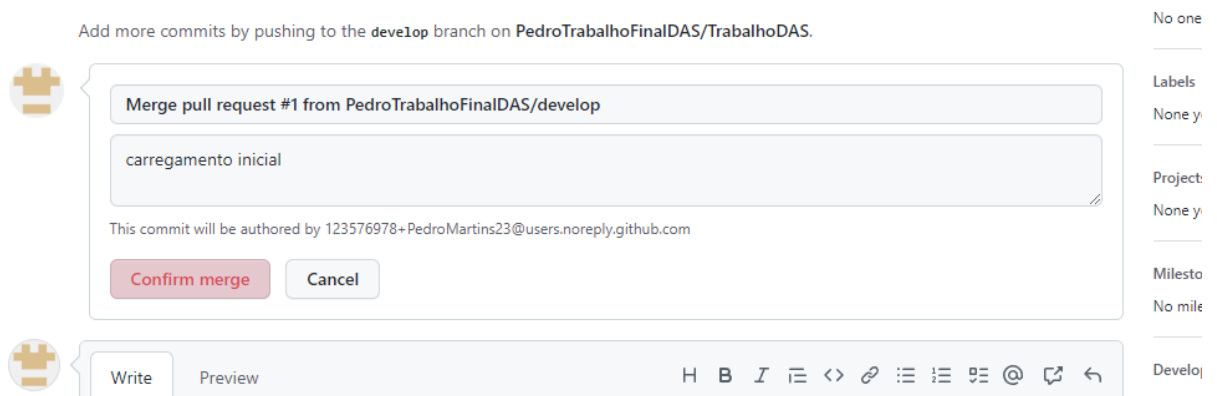 Add more commits by pushing to the develop branch on PedroTrabalhoFinalDAS/TrabalhoDAS.
Merge pull request #1 from PedroTrabalhoFinalDAS/develop
carregamento inicial
This commit will be authored by 123576978+PedroMartins23@users.noreply.github.com
Confirm merge Cancel
Write Preview H B I <> @
No one
Labels
None y
Projects
None y
Milesto
No mile
Develop